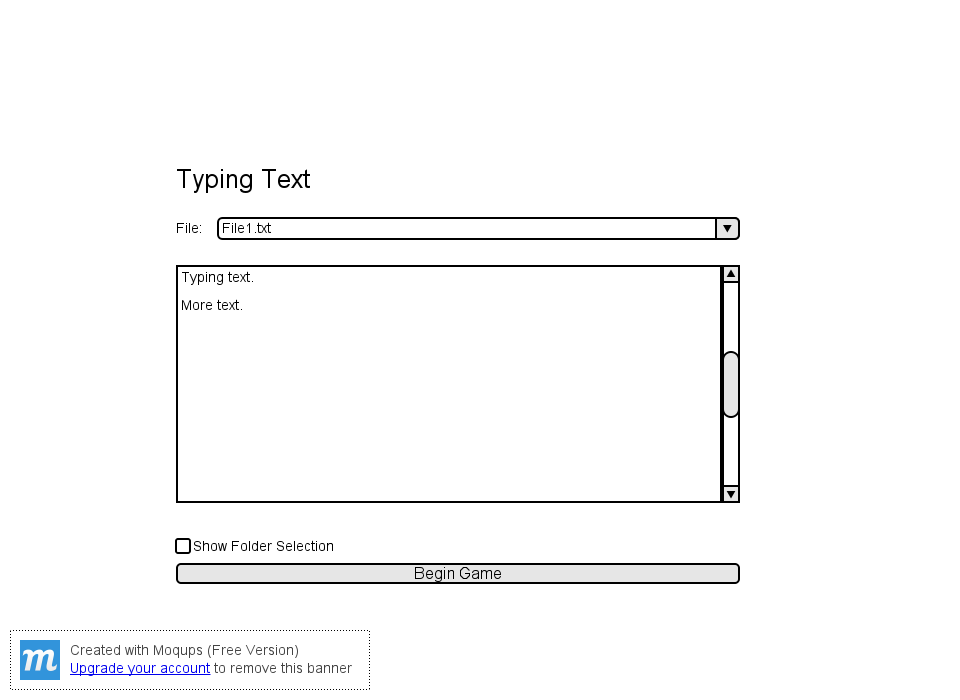 Typing Text
File: File1.txt
Typing text.
More text.
Show Folder Selection
Begin Game
m Created with Moqups (Free Version)
Upgrade your account to remove this banner